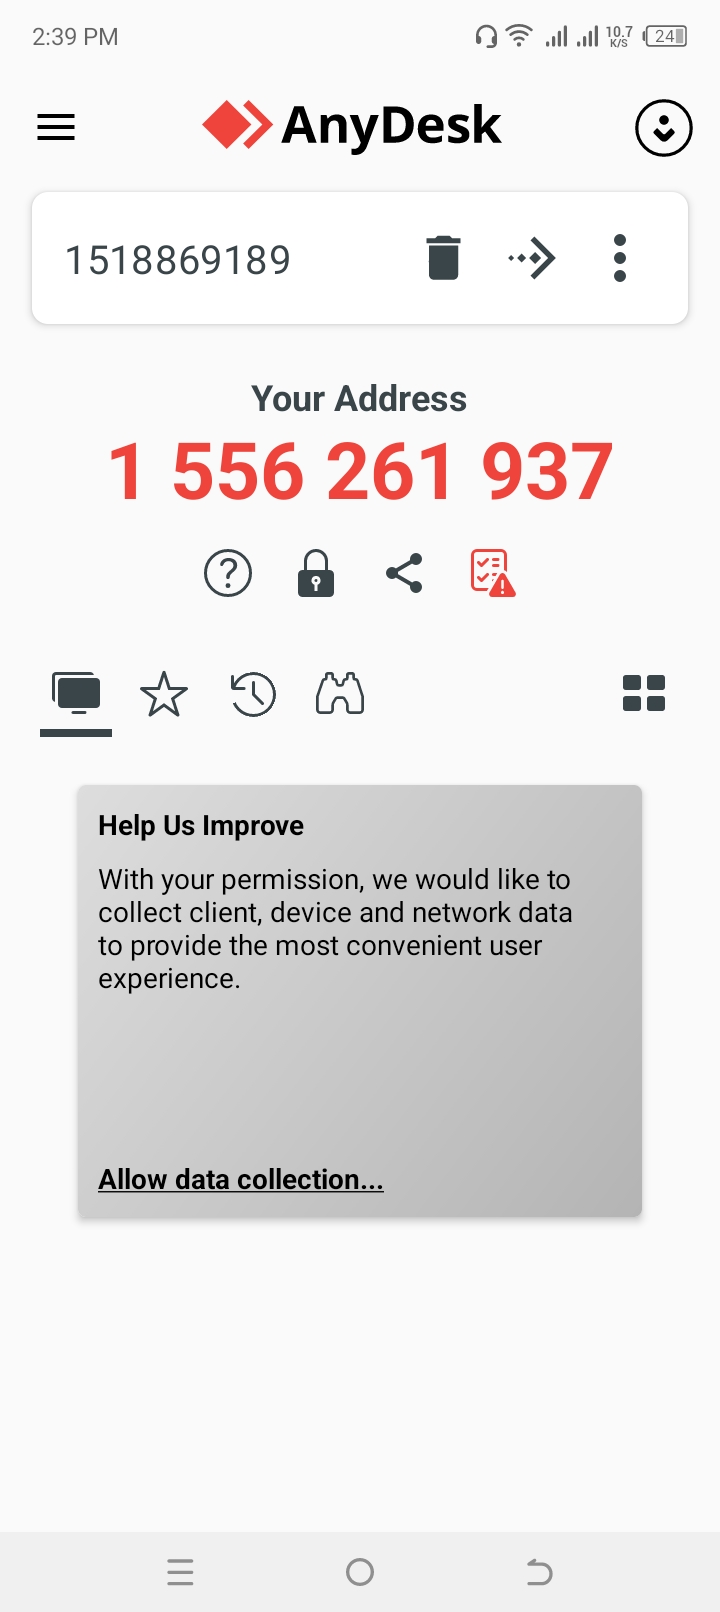 2:39 PM
10.7
K/S
24
AnyDesk
1518869189
Your Address
1 556 261 937
Help Us Improve
With your permission, we would like to
collect client, device and network data
to provide the most convenient user
experience.
Allow data collection...